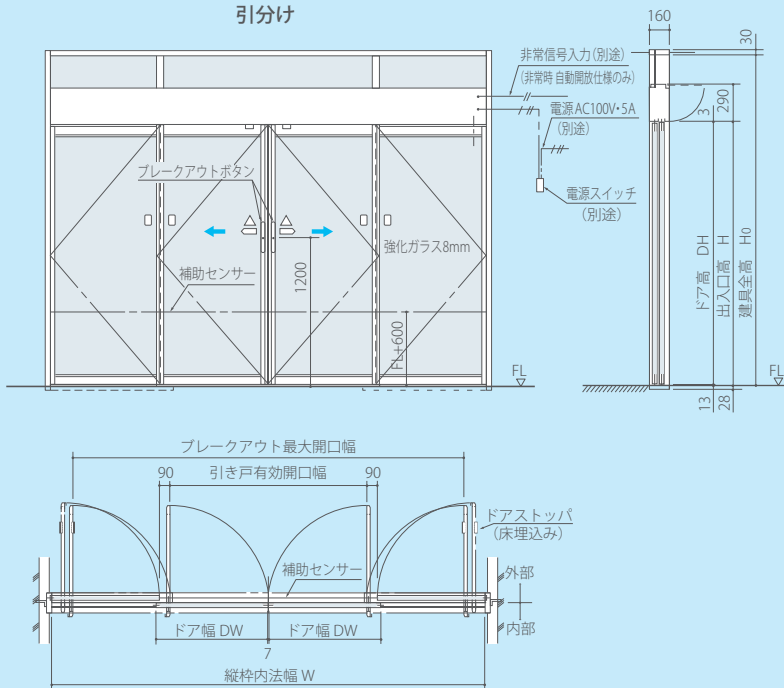 引分け
160
30
非常信号入力(別途)
(非常時 自動開放仕様のみ)
電源 AC100V・5A
(別途)
3
290
ブレークアウトボタン
電源スイッチ
(別途)
強化ガラス8mm
補助センサー
1200
FL+600
ドア高 DH
出入口高 H
建具全高 H0
FL
FL
13
28
ブレークアウト最大開口幅
90
引き戸有効開口幅
90
ドアストッパ
(床埋込み)
補助センサー
外部
内部
ドア幅 DW
ドア幅 DW
7
縦枠内法幅 W